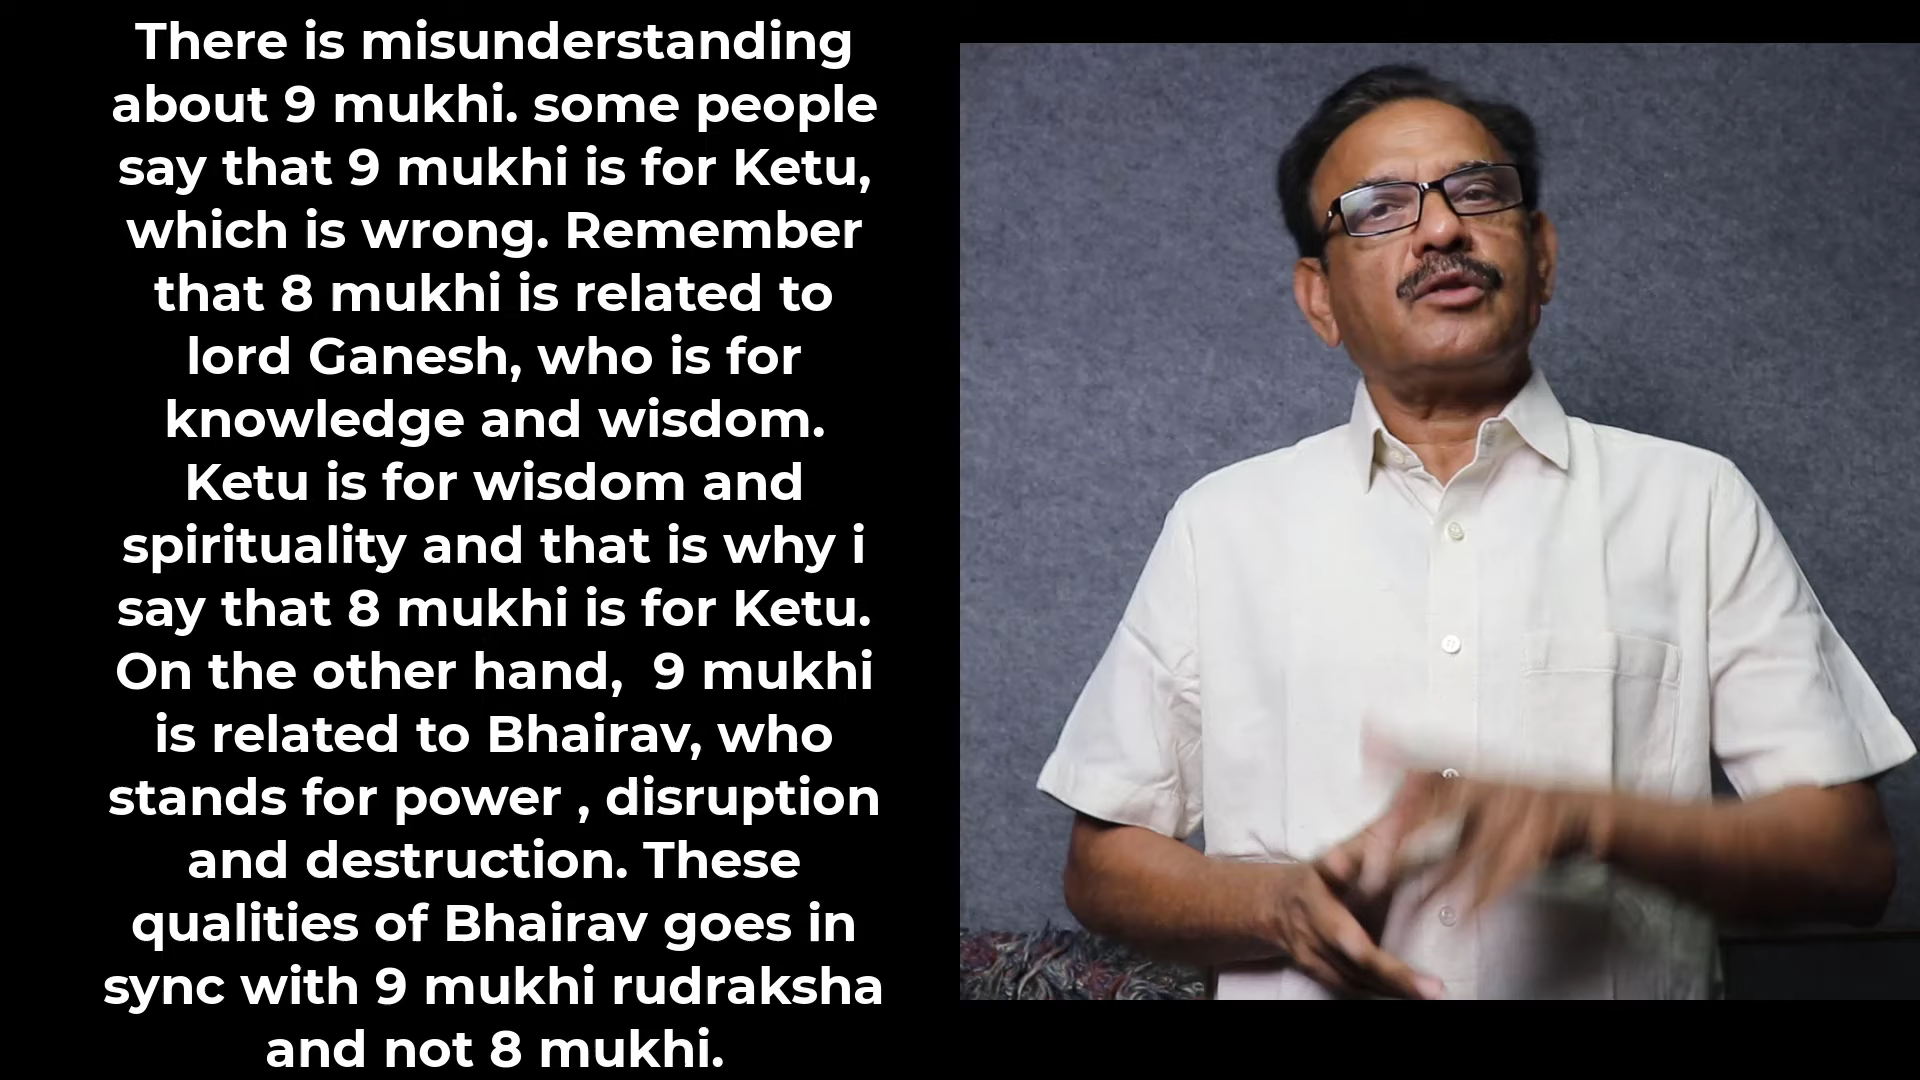 There is misunderstanding
about 9 mukhi. some people
say that 9 mukhi is for Ketu,
which is wrong. Remember
that 8 mukhi is related to
lord Ganesh, who is for
knowledge and wisdom.
Ketu is for wisdom and
spirituality and that is why i
say that 8 mukhi is for Ketu.
On the other hand,  9 mukhi
is related to Bhairav, who
stands for power , disruption
and destruction. These
qualities of Bhairav goes in
sync with 9 mukhi rudraksha
and not 8 mukhi.